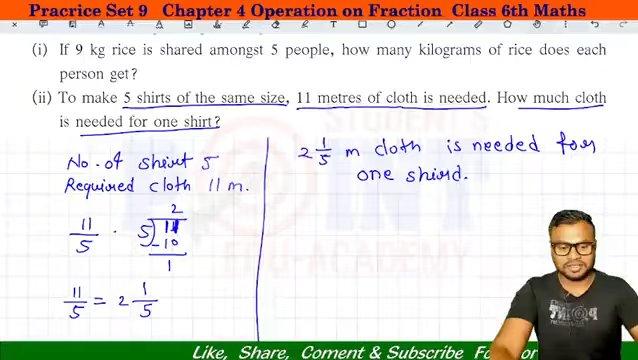 Pracrice Set 9 Chapter 4 Operation on Fraction Class 6th Maths
(i) If 9 kg rice is shared amongst 5 people, how many kilograms of rice does each
person get?
(ii) To make 5 shirts of the same size, 11 metres of cloth is needed. How much cloth
is needed for one shirt?
No. of shirt 5
Required cloth 11 m.
11/5 . 5) 11 2
-10
1
11/5 = 2 1/5
2 1/5 m cloth is needed for
one shird.
Like, Share, Coment & Subscribe For